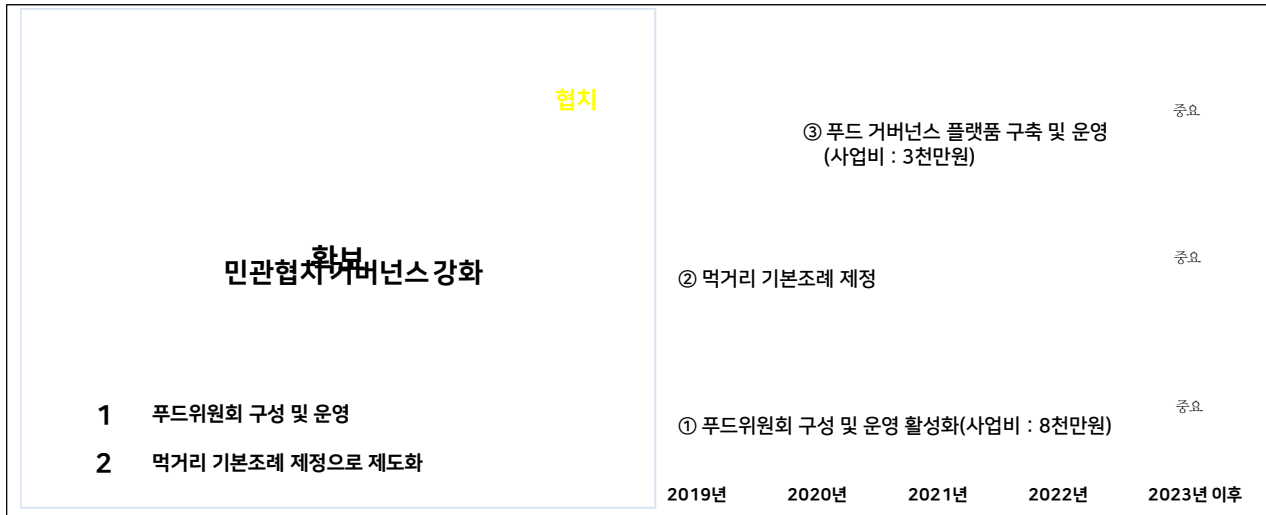 협치
확보
민관협치 거버넌스 강화
1 푸드위원회 구성 및 운영
2 먹거리 기본조례 제정으로 제도화
중요
③ 푸드 거버넌스 플랫폼 구축 및 운영
(사업비 : 3천만원)
중요
② 먹거리 기본조례 제정
중요
① 푸드위원회 구성 및 운영 활성화(사업비 : 8천만원)
2019년 2020년 2021년 2022년 2023년 이후